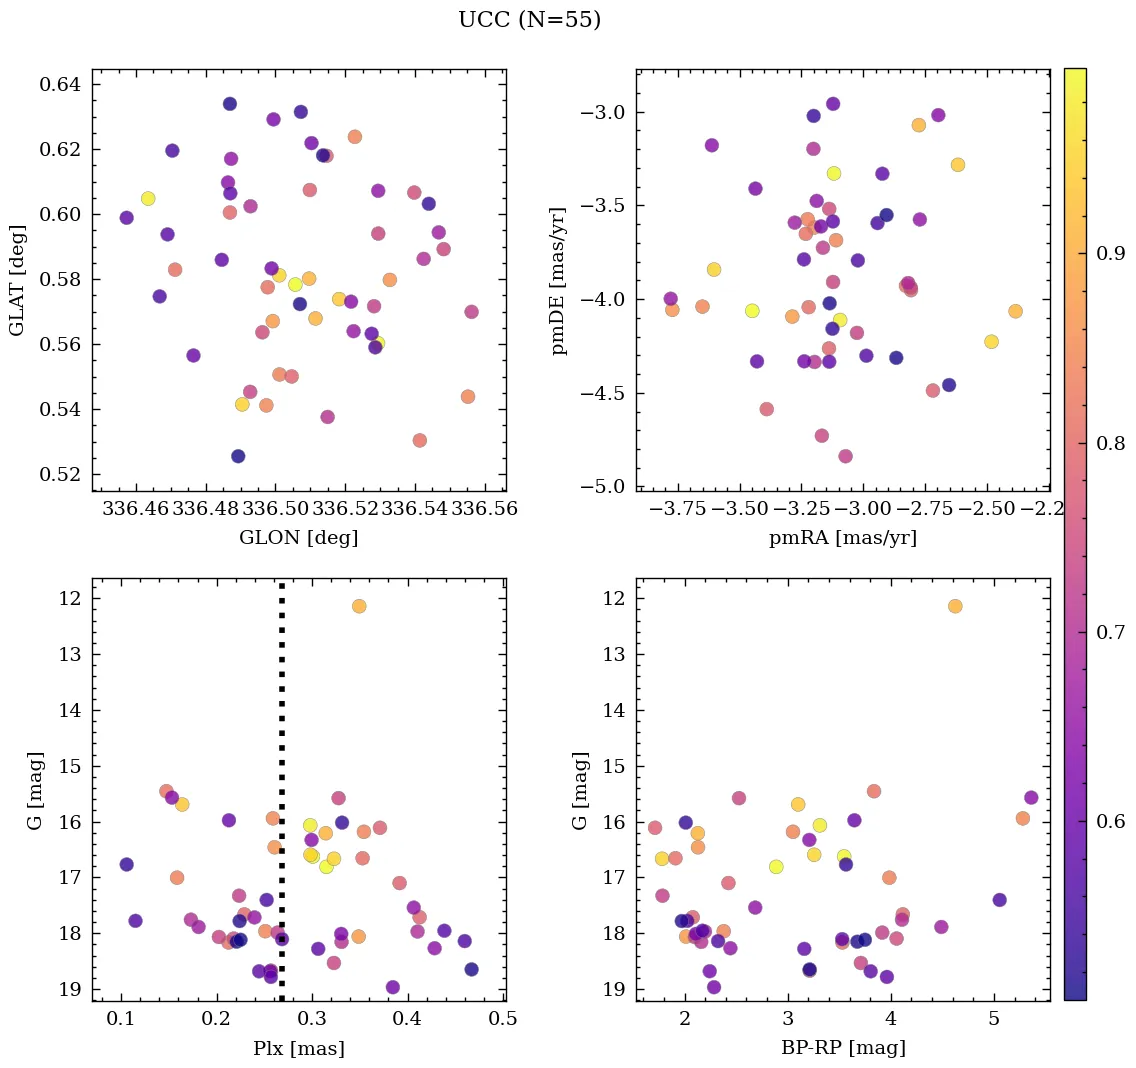 UCC (N=55)
0.64
0.62
0.60
0.58
0.56
0.54
0.52
GLAT [deg]
336.46 336.48 336.50 336.52 336.54 336.56
GLON [deg]
−3.0
−3.5
−4.0
−4.5
−5.0
pmDE [mas/yr]
−3.75 −3.50 −3.25 −3.00 −2.75 −2.50 −2.2
pmRA [mas/yr]
0.9
0.8
0.7
0.6
12
13
14
15
16
17
18
19
G [mag]
0.1 0.2 0.3 0.4 0.5
Plx [mas]
12
13
14
15
16
17
18
19
G [mag]
2 3 4 5
BP-RP [mag]